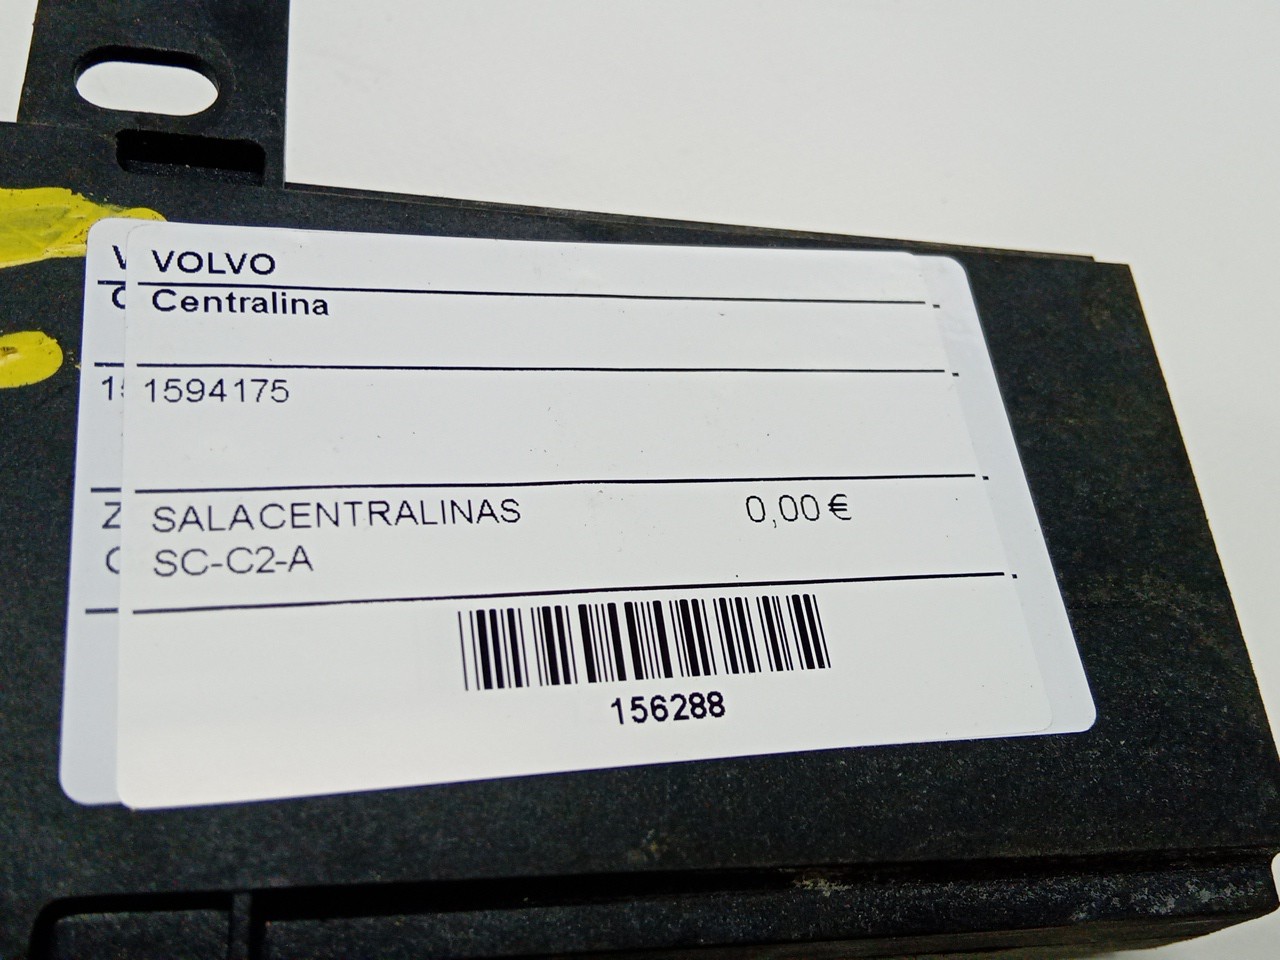 VOLVO
Centralina
1594175
SALACENTRALINAS 0,00 €
SC-C2-A
156288